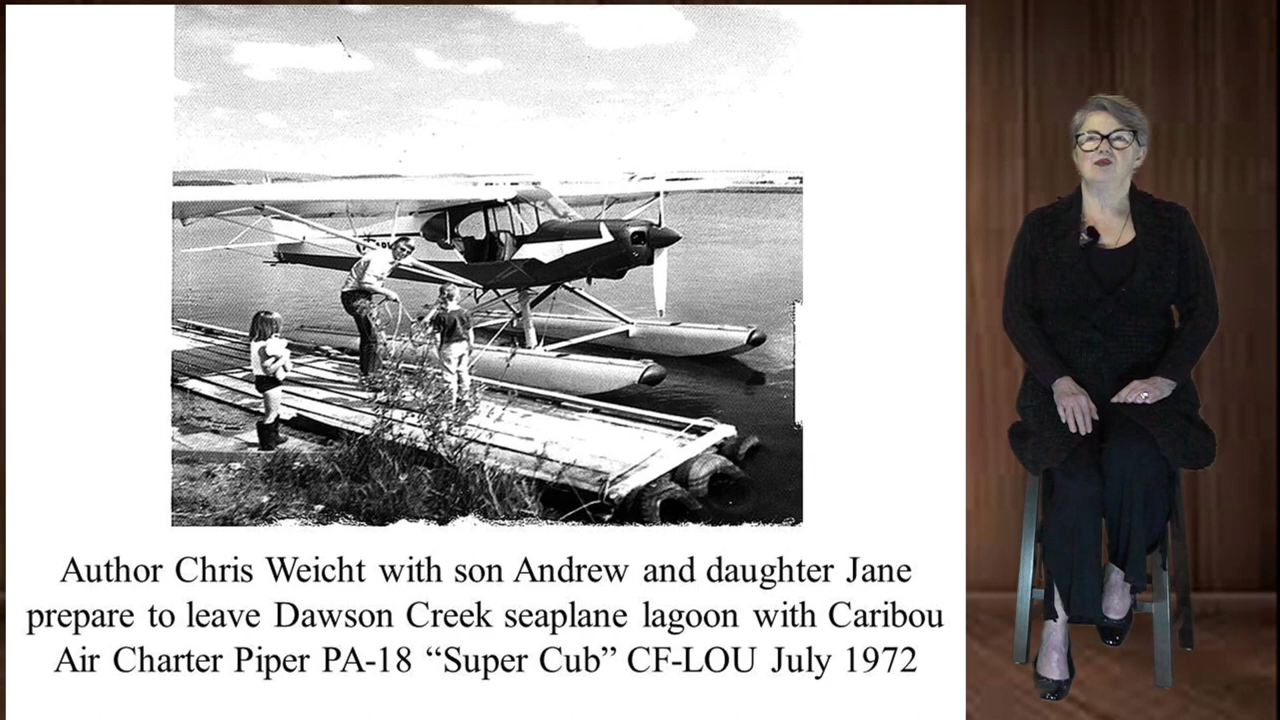 Author Chris Weicht with son Andrew and daughter Jane
prepare to leave Dawson Creek seaplane lagoon with Caribou
Air Charter Piper PA-18 “Super Cub” CF-LOU July 1972